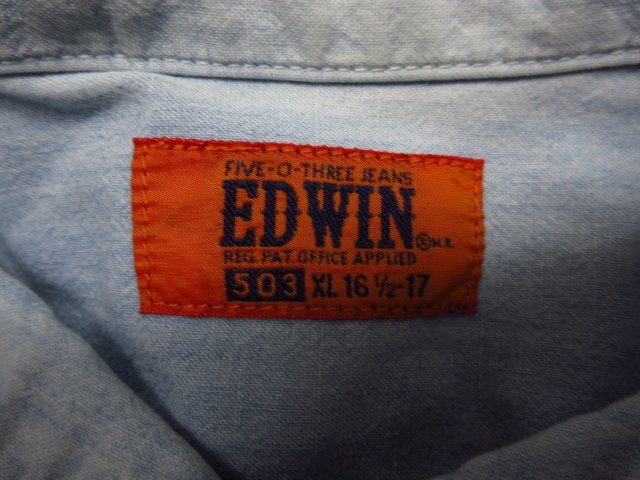 FIVE-O-THREE JEANS
EDWIN ® M.R.
REG. PAT. OFFICE APPLIED
503 XL 16 ½-17